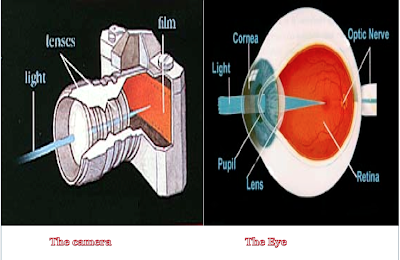 film
lenses
light
The camera
Cornea
Optic Nerve
Light
Pupil
Lens
Retina
The Eye